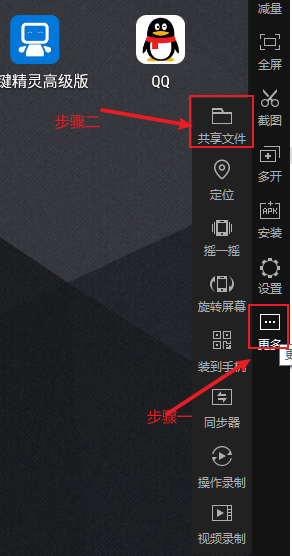 键精灵高级版
QQ
步骤二
共享文件
定位
摇一摇
旋转屏幕
装到手机
同步器
操作录制
视频录制
步骤一
减量
全屏
截图
多开
APK
安装
设置
更多